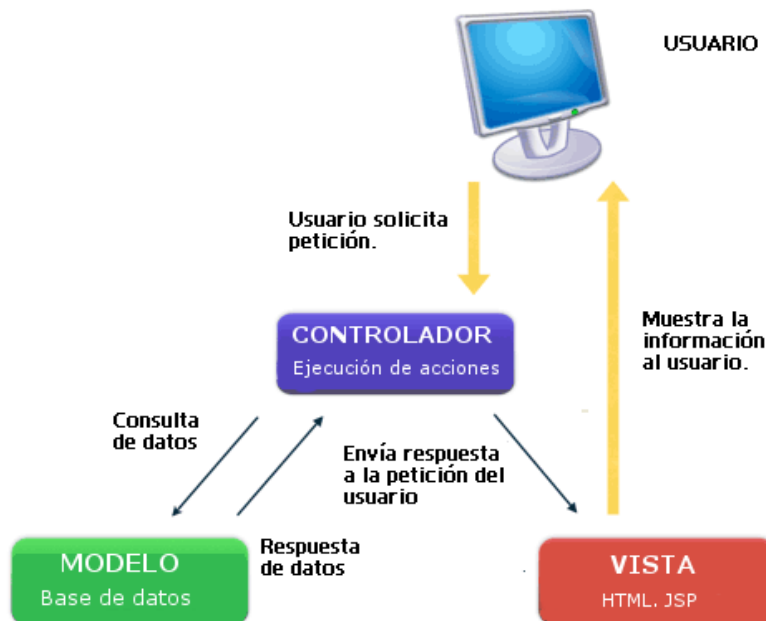 USUARIO
Usuario solicita
petición.
CONTROLADOR
Ejecución de acciones
Muestra la
información
al usuario.
Consulta
de datos
Envía respuesta
a la petición del
usuario
Respuesta
de datos
MODELO
Base de datos
VISTA
HTML. JSP